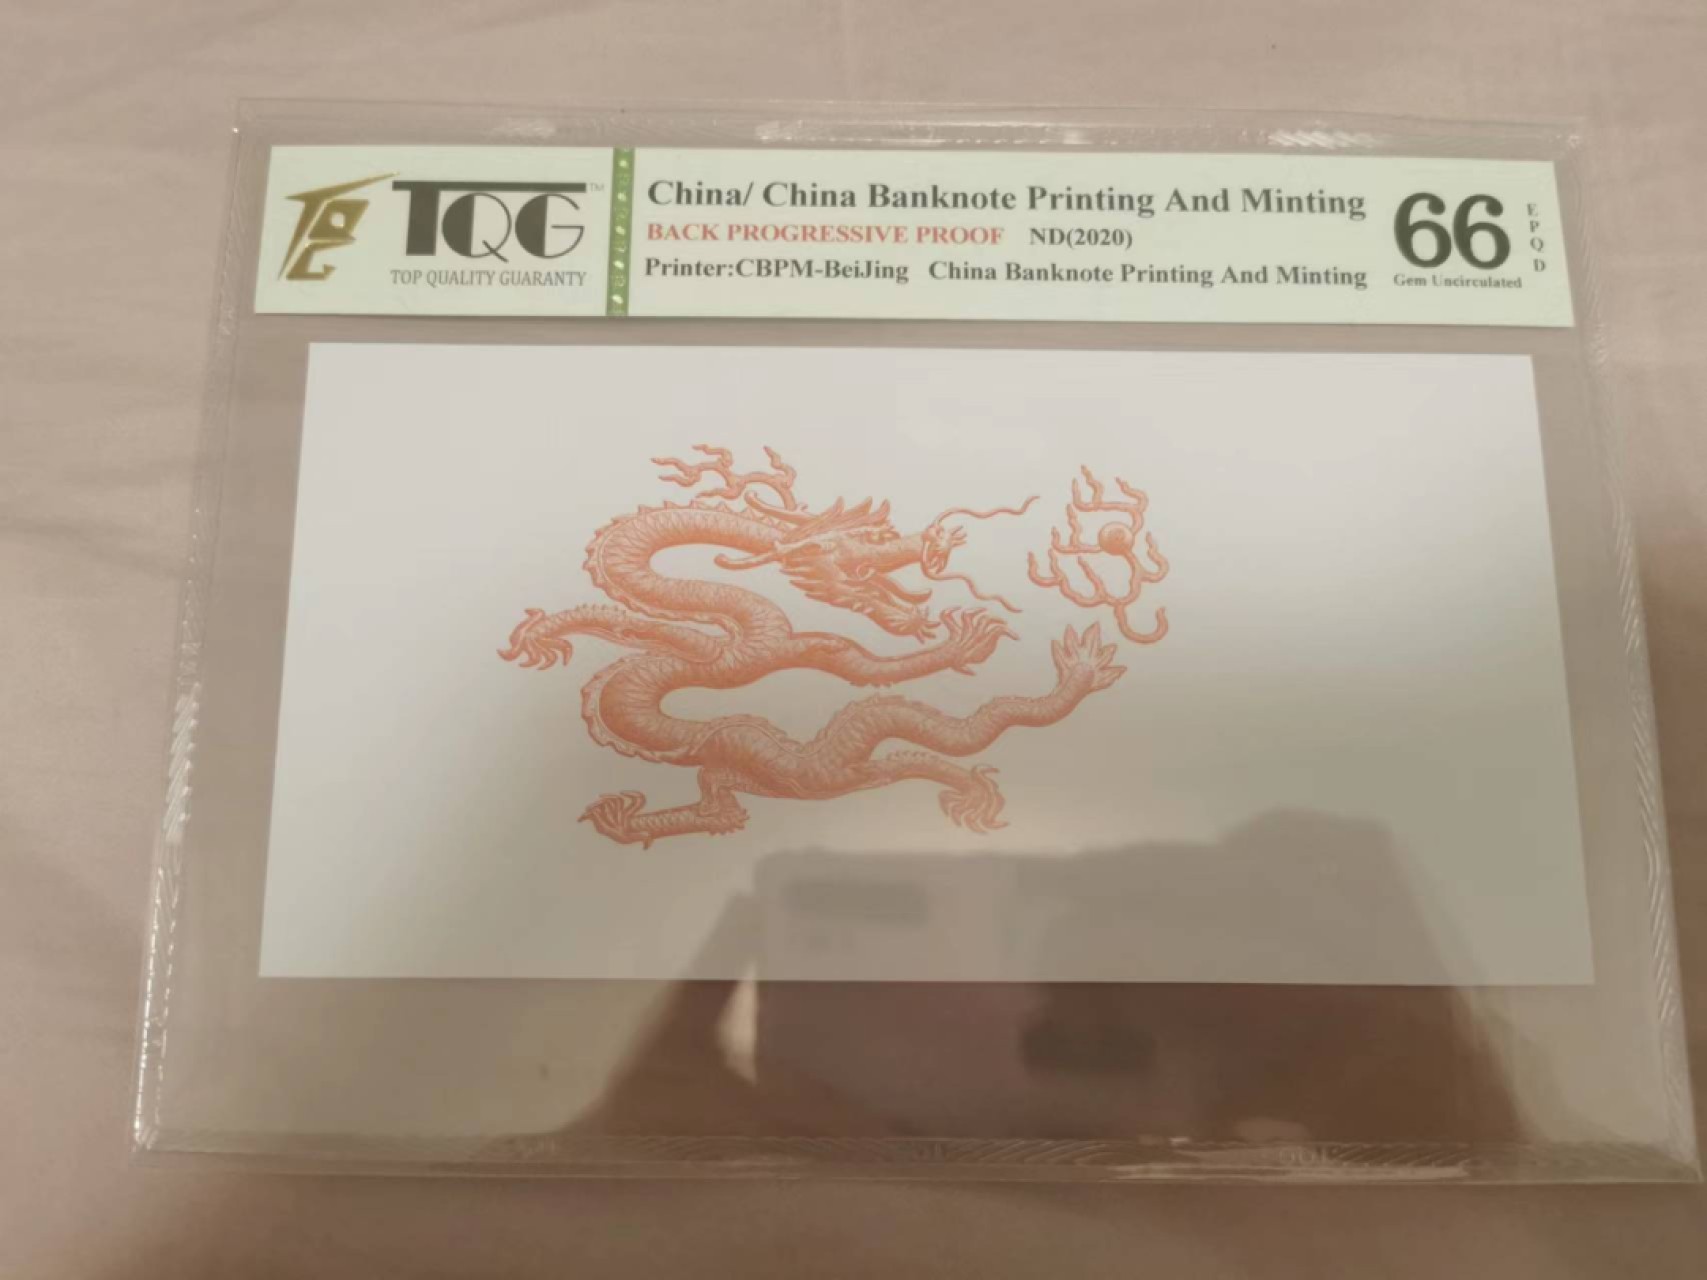 TQG™
TOP QUALITY GUARANTY
China/ China Banknote Printing And Minting
BACK PROGRESSIVE PROOF ND(2020)
Printer:CBPM-BeiJing China Banknote Printing And Minting
66
Gem Uncirculated
EPQD